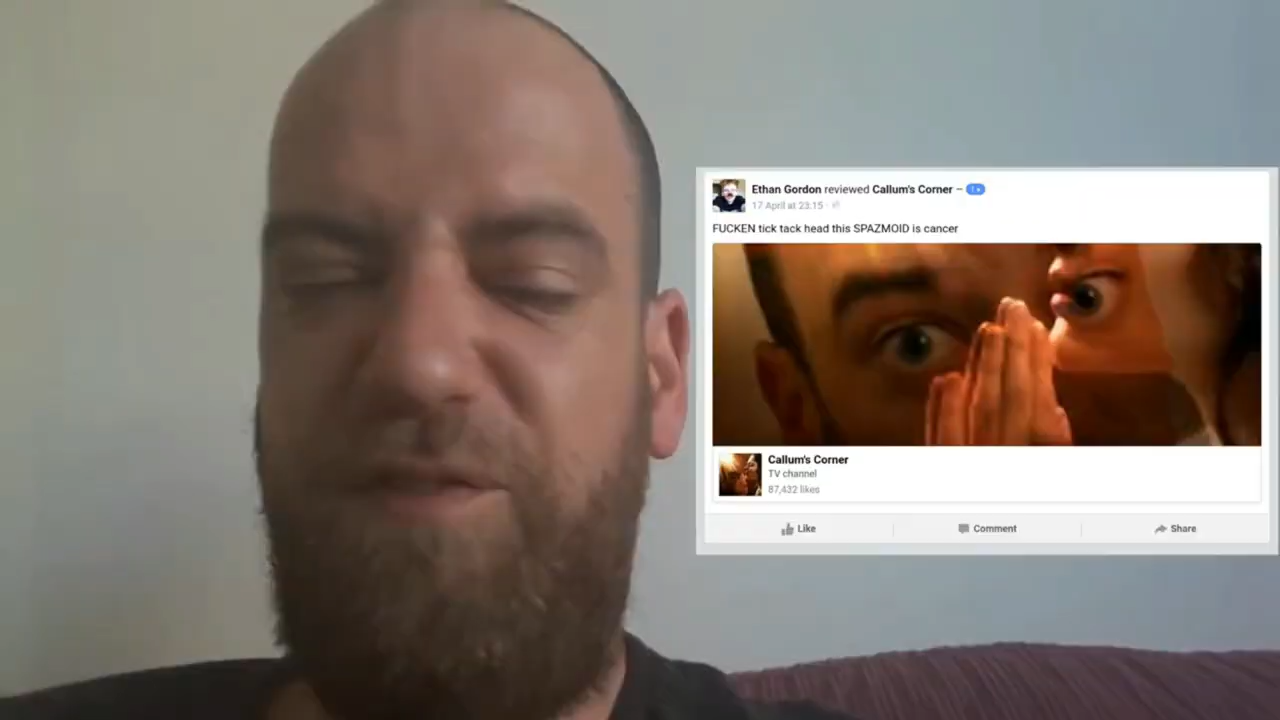 Ethan Gordon reviewed Callum's Corner – 1★
17 April at 23:15 ·
FUCKEN tick tack head this SPAZMOID is cancer
Callum's Corner
TV channel
87,432 likes
Like Comment Share